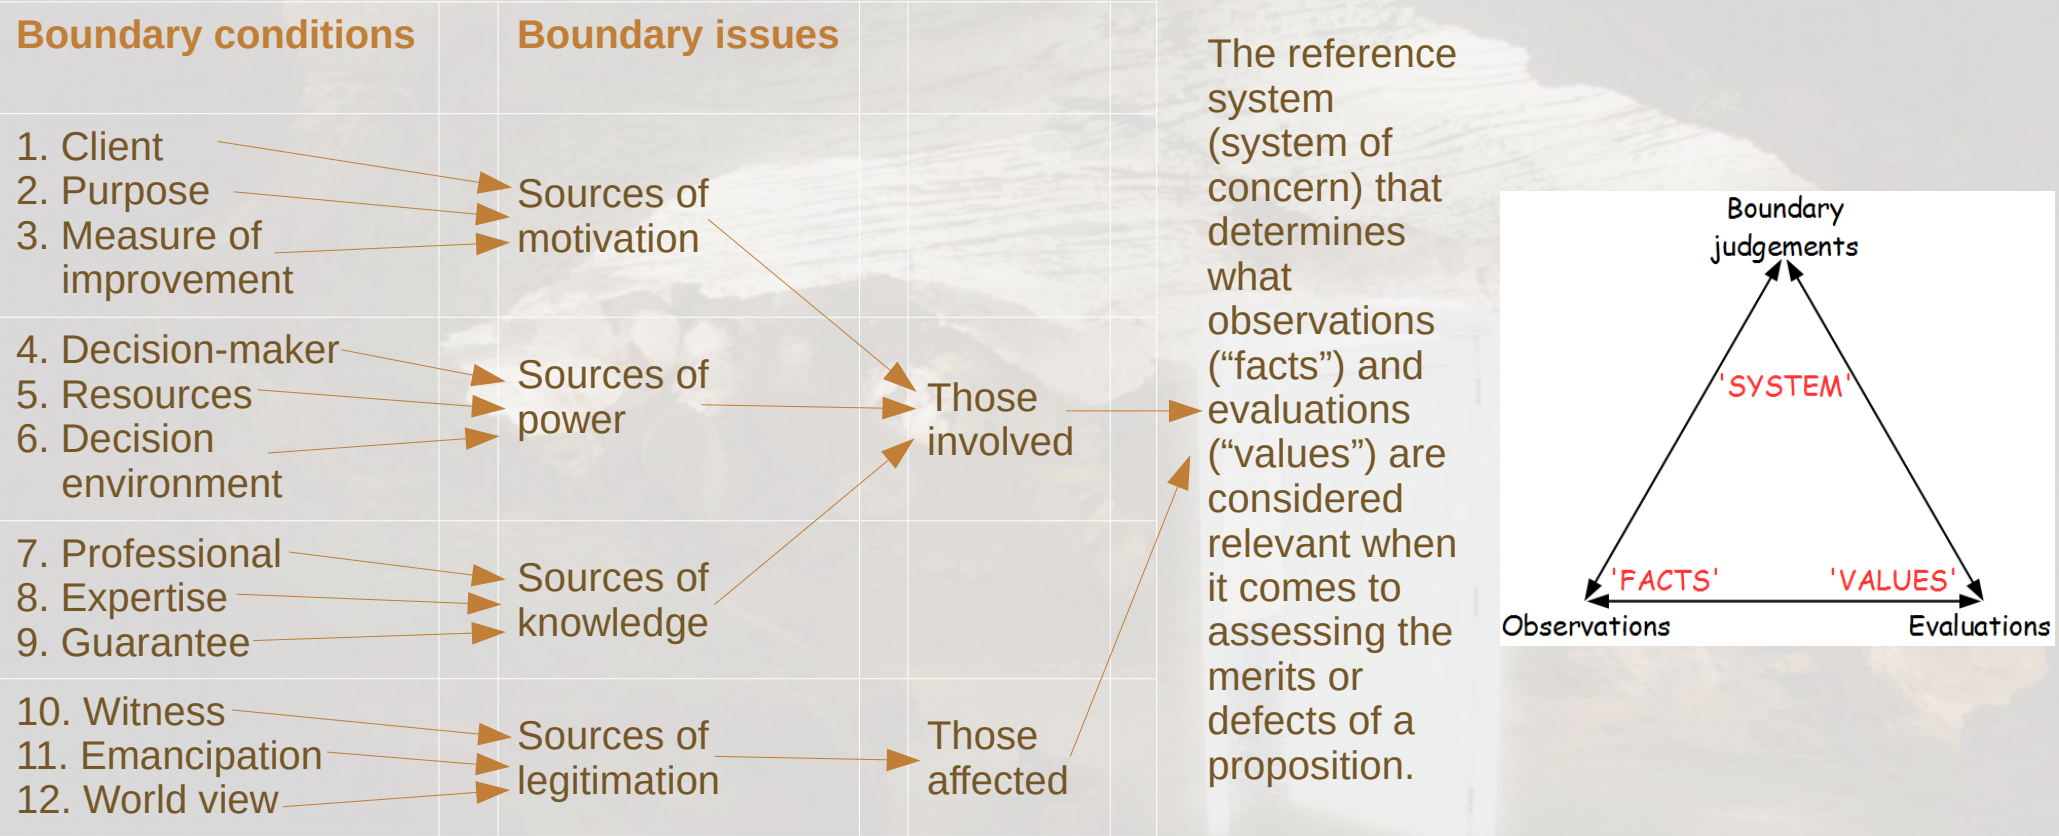 Boundary conditions
Boundary issues
1. Client
2. Purpose
3. Measure of
improvement
Sources of
motivation
4. Decision-maker
5. Resources
6. Decision
environment
Sources of
power
7. Professional
8. Expertise
9. Guarantee
Sources of
knowledge
Those
involved
10. Witness
11. Emancipation
12. World view
Sources of
legitimation
Those
affected
The reference
system
(system of
concern) that
determines
what
observations
(“facts”) and
evaluations
(“values”) are
considered
relevant when
it comes to
assessing the
merits or
defects of a
proposition.
Boundary
judgements
'SYSTEM'
'FACTS'
'VALUES'
Observations
Evaluations